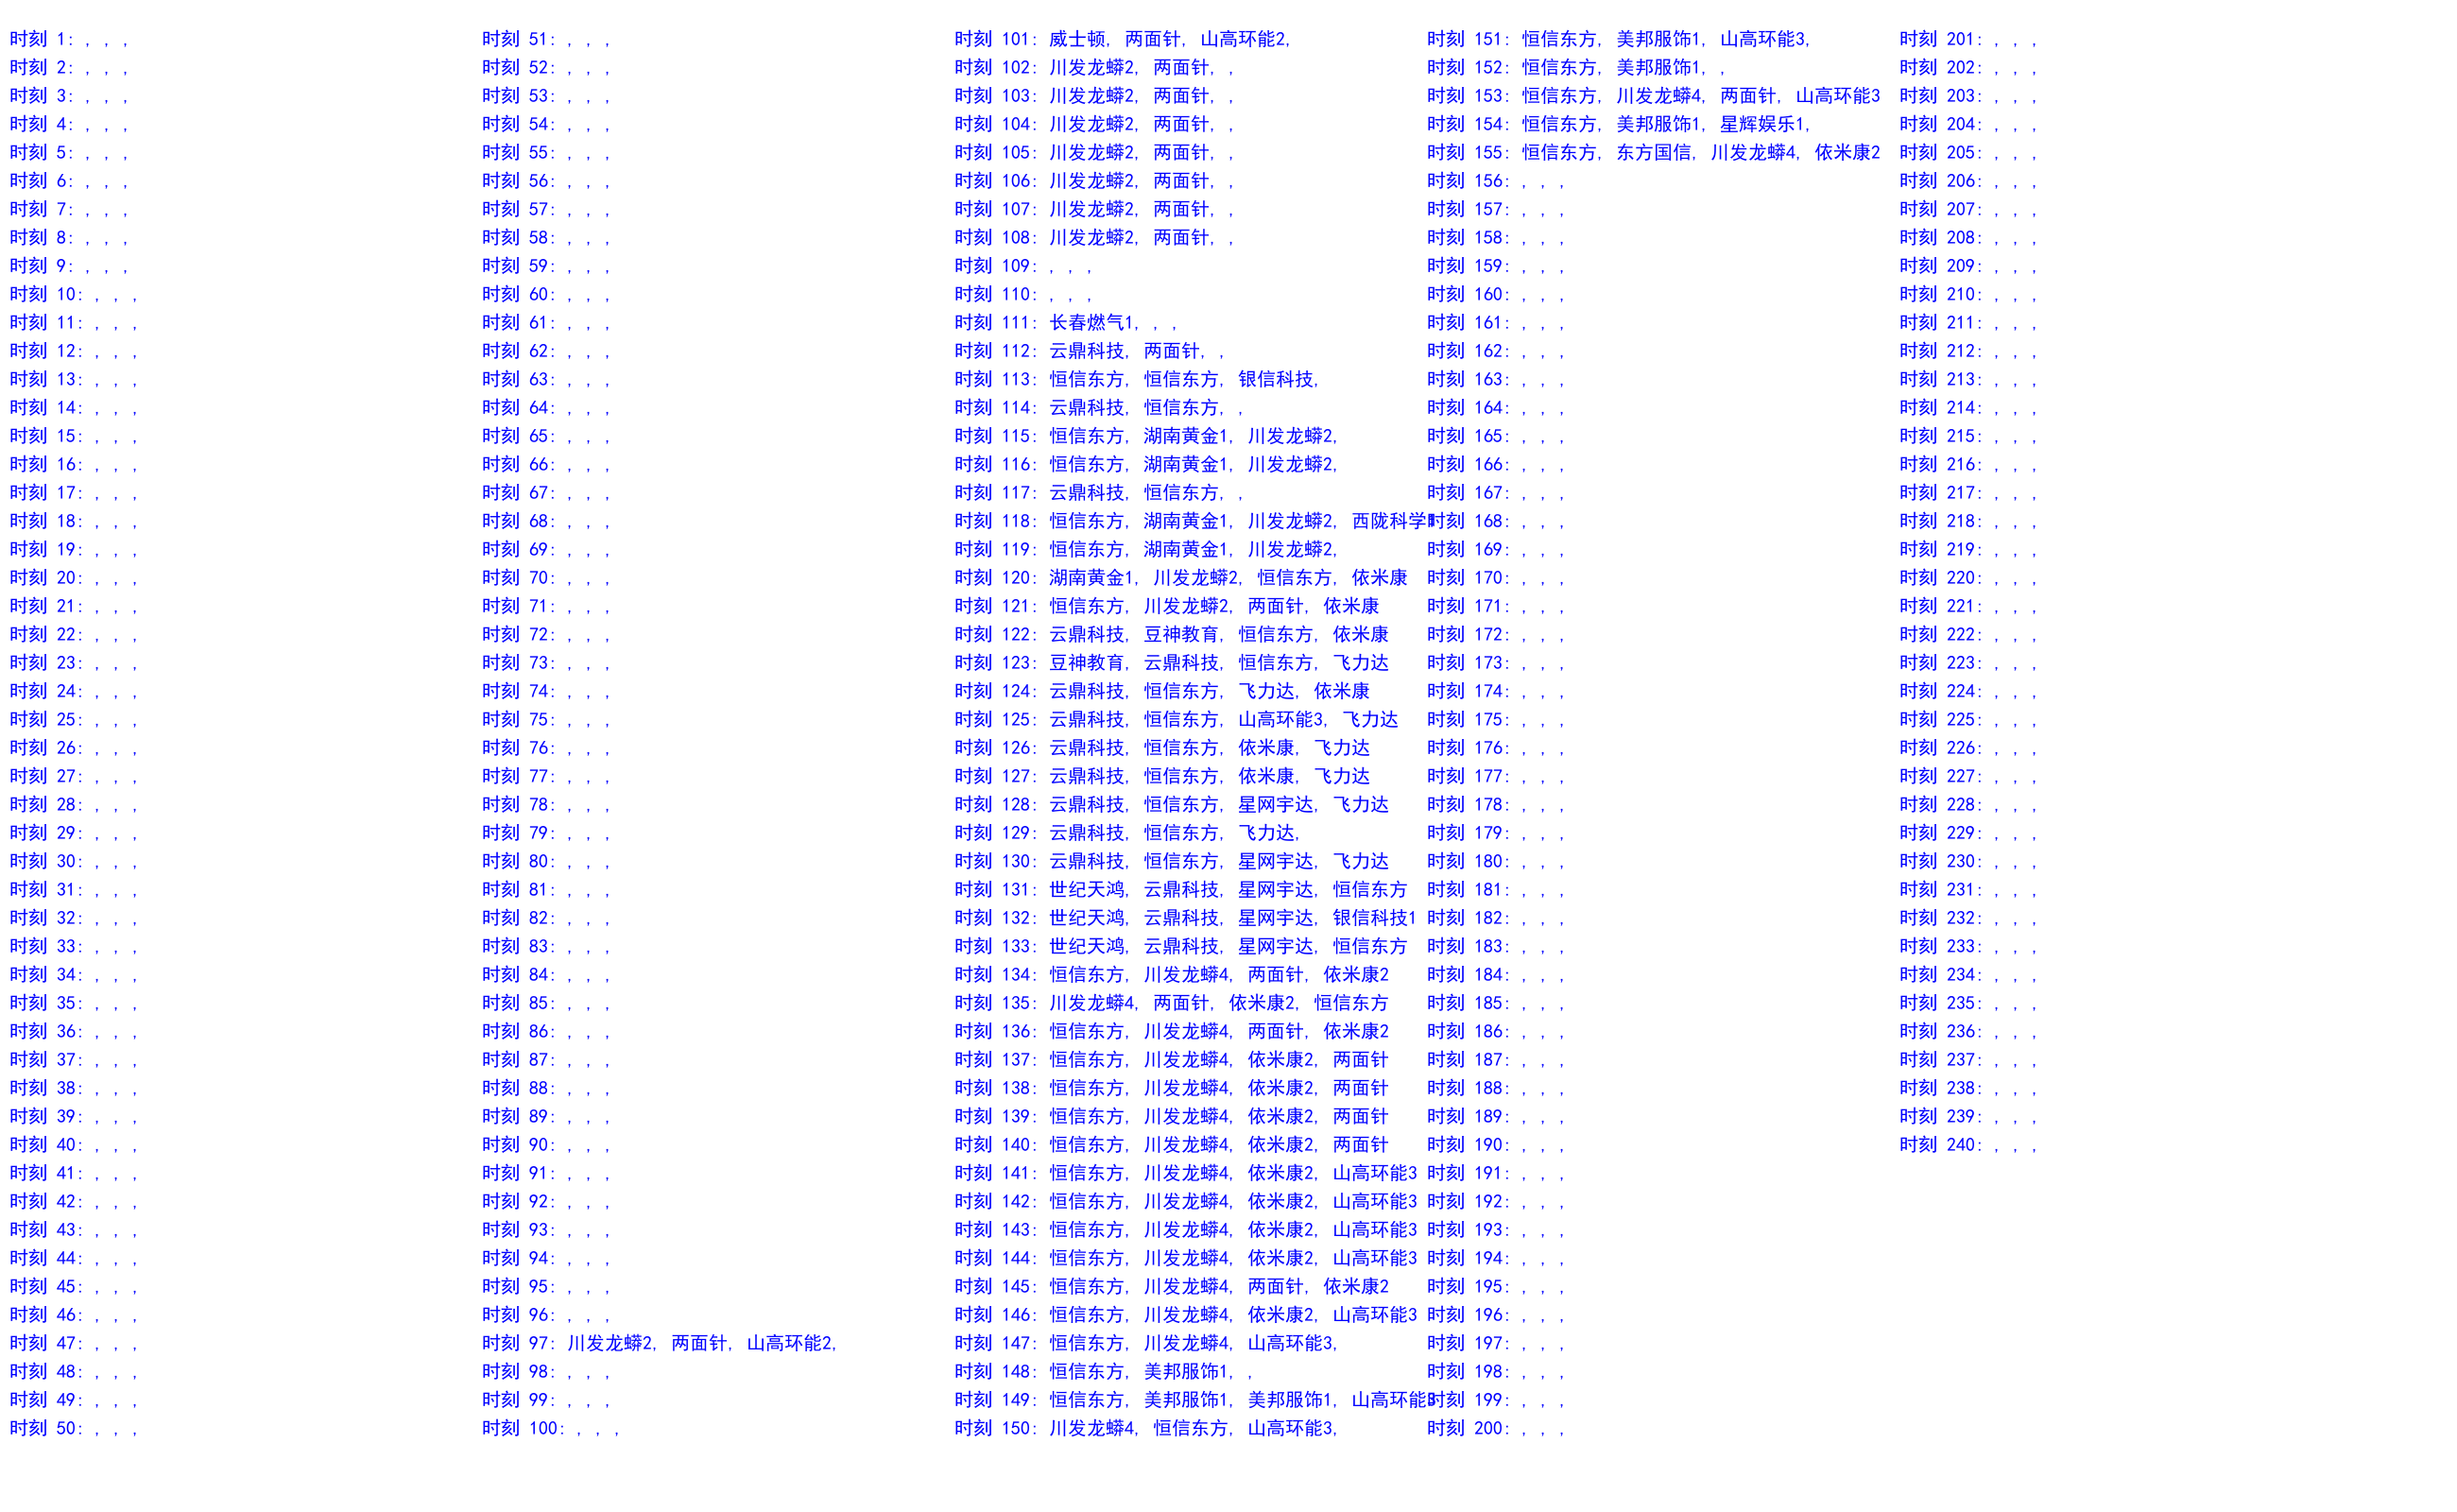 时刻 1: , , ,
时刻 2: , , ,
时刻 3: , , ,
时刻 4: , , ,
时刻 5: , , ,
时刻 6: , , ,
时刻 7: , , ,
时刻 8: , , ,
时刻 9: , , ,
时刻 10: , , ,
时刻 11: , , ,
时刻 12: , , ,
时刻 13: , , ,
时刻 14: , , ,
时刻 15: , , ,
时刻 16: , , ,
时刻 17: , , ,
时刻 18: , , ,
时刻 19: , , ,
时刻 20: , , ,
时刻 21: , , ,
时刻 22: , , ,
时刻 23: , , ,
时刻 24: , , ,
时刻 25: , , ,
时刻 26: , , ,
时刻 27: , , ,
时刻 28: , , ,
时刻 29: , , ,
时刻 30: , , ,
时刻 31: , , ,
时刻 32: , , ,
时刻 33: , , ,
时刻 34: , , ,
时刻 35: , , ,
时刻 36: , , ,
时刻 37: , , ,
时刻 38: , , ,
时刻 39: , , ,
时刻 40: , , ,
时刻 41: , , ,
时刻 42: , , ,
时刻 43: , , ,
时刻 44: , , ,
时刻 45: , , ,
时刻 46: , , ,
时刻 47: , , ,
时刻 48: , , ,
时刻 49: , , ,
时刻 50: , , ,
时刻 51: , , ,
时刻 52: , , ,
时刻 53: , , ,
时刻 54: , , ,
时刻 55: , , ,
时刻 56: , , ,
时刻 57: , , ,
时刻 58: , , ,
时刻 59: , , ,
时刻 60: , , ,
时刻 61: , , ,
时刻 62: , , ,
时刻 63: , , ,
时刻 64: , , ,
时刻 65: , , ,
时刻 66: , , ,
时刻 67: , , ,
时刻 68: , , ,
时刻 69: , , ,
时刻 70: , , ,
时刻 71: , , ,
时刻 72: , , ,
时刻 73: , , ,
时刻 74: , , ,
时刻 75: , , ,
时刻 76: , , ,
时刻 77: , , ,
时刻 78: , , ,
时刻 79: , , ,
时刻 80: , , ,
时刻 81: , , ,
时刻 82: , , ,
时刻 83: , , ,
时刻 84: , , ,
时刻 85: , , ,
时刻 86: , , ,
时刻 87: , , ,
时刻 88: , , ,
时刻 89: , , ,
时刻 90: , , ,
时刻 91: , , ,
时刻 92: , , ,
时刻 93: , , ,
时刻 94: , , ,
时刻 95: , , ,
时刻 96: , , ,
时刻 97: 川发龙蟒2, 两面针, 山高环能2,
时刻 98: , , ,
时刻 99: , , ,
时刻 100: , , ,
时刻 101: 威士顿, 两面针, 山高环能2,
时刻 102: 川发龙蟒2, 两面针, ,
时刻 103: 川发龙蟒2, 两面针, ,
时刻 104: 川发龙蟒2, 两面针, ,
时刻 105: 川发龙蟒2, 两面针, ,
时刻 106: 川发龙蟒2, 两面针, ,
时刻 107: 川发龙蟒2, 两面针, ,
时刻 108: 川发龙蟒2, 两面针, ,
时刻 109: , , ,
时刻 110: , , ,
时刻 111: 长春燃气1, , ,
时刻 112: 云鼎科技, 两面针, ,
时刻 113: 恒信东方, 恒信东方, 银信科技,
时刻 114: 云鼎科技, 恒信东方, ,
时刻 115: 恒信东方, 湖南黄金1, 川发龙蟒2,
时刻 116: 恒信东方, 湖南黄金1, 川发龙蟒2,
时刻 117: 云鼎科技, 恒信东方, ,
时刻 118: 恒信东方, 湖南黄金1, 川发龙蟒2, 西陇科学
时刻 119: 恒信东方, 湖南黄金1, 川发龙蟒2,
时刻 120: 湖南黄金1, 川发龙蟒2, 恒信东方, 依米康
时刻 121: 恒信东方, 川发龙蟒2, 两面针, 依米康
时刻 122: 云鼎科技, 豆神教育, 恒信东方, 依米康
时刻 123: 豆神教育, 云鼎科技, 恒信东方, 飞力达
时刻 124: 云鼎科技, 恒信东方, 飞力达, 依米康
时刻 125: 云鼎科技, 恒信东方, 山高环能3, 飞力达
时刻 126: 云鼎科技, 恒信东方, 依米康, 飞力达
时刻 127: 云鼎科技, 恒信东方, 依米康, 飞力达
时刻 128: 云鼎科技, 恒信东方, 星网宇达, 飞力达
时刻 129: 云鼎科技, 恒信东方, 飞力达,
时刻 130: 云鼎科技, 恒信东方, 星网宇达, 飞力达
时刻 131: 世纪天鸿, 云鼎科技, 星网宇达, 恒信东方
时刻 132: 世纪天鸿, 云鼎科技, 星网宇达, 银信科技1
时刻 133: 世纪天鸿, 云鼎科技, 星网宇达, 恒信东方
时刻 134: 恒信东方, 川发龙蟒4, 两面针, 依米康2
时刻 135: 川发龙蟒4, 两面针, 依米康2, 恒信东方
时刻 136: 恒信东方, 川发龙蟒4, 两面针, 依米康2
时刻 137: 恒信东方, 川发龙蟒4, 依米康2, 两面针
时刻 138: 恒信东方, 川发龙蟒4, 依米康2, 两面针
时刻 139: 恒信东方, 川发龙蟒4, 依米康2, 两面针
时刻 140: 恒信东方, 川发龙蟒4, 依米康2, 两面针
时刻 141: 恒信东方, 川发龙蟒4, 依米康2, 山高环能3
时刻 142: 恒信东方, 川发龙蟒4, 依米康2, 山高环能3
时刻 143: 恒信东方, 川发龙蟒4, 依米康2, 山高环能3
时刻 144: 恒信东方, 川发龙蟒4, 依米康2, 山高环能3
时刻 145: 恒信东方, 川发龙蟒4, 两面针, 依米康2
时刻 146: 恒信东方, 川发龙蟒4, 依米康2, 山高环能3
时刻 147: 恒信东方, 川发龙蟒4, 山高环能3,
时刻 148: 恒信东方, 美邦服饰1, ,
时刻 149: 恒信东方, 美邦服饰1, 美邦服饰1, 山高环能
时刻 150: 川发龙蟒4, 恒信东方, 山高环能3,
时刻 151: 恒信东方, 美邦服饰1, 山高环能3,
时刻 152: 恒信东方, 美邦服饰1, ,
时刻 153: 恒信东方, 川发龙蟒4, 两面针, 山高环能3
时刻 154: 恒信东方, 美邦服饰1, 星辉娱乐1,
时刻 155: 恒信东方, 东方国信, 川发龙蟒4, 依米康2
时刻 156: , , ,
时刻 157: , , ,
时刻 158: , , ,
时刻 159: , , ,
时刻 160: , , ,
时刻 161: , , ,
时刻 162: , , ,
时刻 163: , , ,
时刻 164: , , ,
时刻 165: , , ,
时刻 166: , , ,
时刻 167: , , ,
时刻 168: , , ,
时刻 169: , , ,
时刻 170: , , ,
时刻 171: , , ,
时刻 172: , , ,
时刻 173: , , ,
时刻 174: , , ,
时刻 175: , , ,
时刻 176: , , ,
时刻 177: , , ,
时刻 178: , , ,
时刻 179: , , ,
时刻 180: , , ,
时刻 181: , , ,
时刻 182: , , ,
时刻 183: , , ,
时刻 184: , , ,
时刻 185: , , ,
时刻 186: , , ,
时刻 187: , , ,
时刻 188: , , ,
时刻 189: , , ,
时刻 190: , , ,
时刻 191: , , ,
时刻 192: , , ,
时刻 193: , , ,
时刻 194: , , ,
时刻 195: , , ,
时刻 196: , , ,
时刻 197: , , ,
时刻 198: , , ,
时刻 199: , , ,
时刻 200: , , ,
时刻 201: , , ,
时刻 202: , , ,
时刻 203: , , ,
时刻 204: , , ,
时刻 205: , , ,
时刻 206: , , ,
时刻 207: , , ,
时刻 208: , , ,
时刻 209: , , ,
时刻 210: , , ,
时刻 211: , , ,
时刻 212: , , ,
时刻 213: , , ,
时刻 214: , , ,
时刻 215: , , ,
时刻 216: , , ,
时刻 217: , , ,
时刻 218: , , ,
时刻 219: , , ,
时刻 220: , , ,
时刻 221: , , ,
时刻 222: , , ,
时刻 223: , , ,
时刻 224: , , ,
时刻 225: , , ,
时刻 226: , , ,
时刻 227: , , ,
时刻 228: , , ,
时刻 229: , , ,
时刻 230: , , ,
时刻 231: , , ,
时刻 232: , , ,
时刻 233: , , ,
时刻 234: , , ,
时刻 235: , , ,
时刻 236: , , ,
时刻 237: , , ,
时刻 238: , , ,
时刻 239: , , ,
时刻 240: , , ,